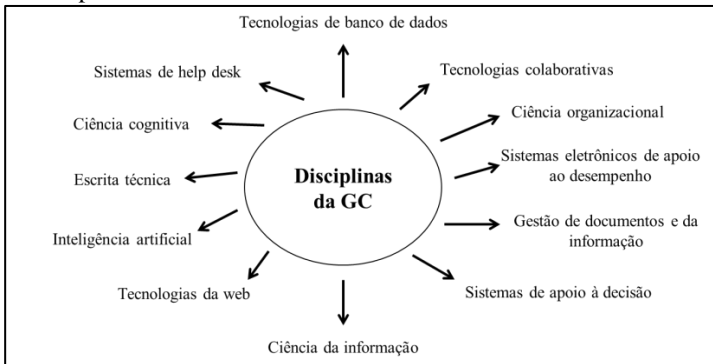 Tecnologias de banco de dados
Sistemas de help desk
Tecnologias colaborativas
Ciência cognitiva
Ciência organizacional
Escrita técnica
Disciplinas
da GC
Sistemas eletrônicos de apoio
ao desempenho
Inteligência artificial
Gestão de documentos e da
informação
Tecnologias da web
Sistemas de apoio à decisão
Ciência da informação